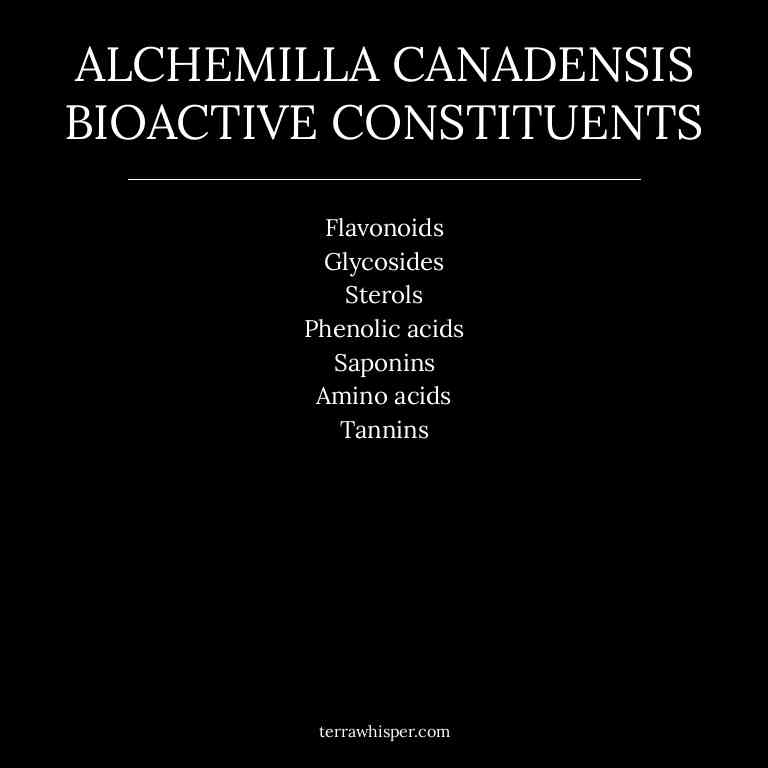 ALCHEMILLA CANADENSIS
BIOACTIVE CONSTITUENTS
Flavonoids
Glycosides
Sterols
Phenolic acids
Saponins
Amino acids
Tannins
terrawhisper.com